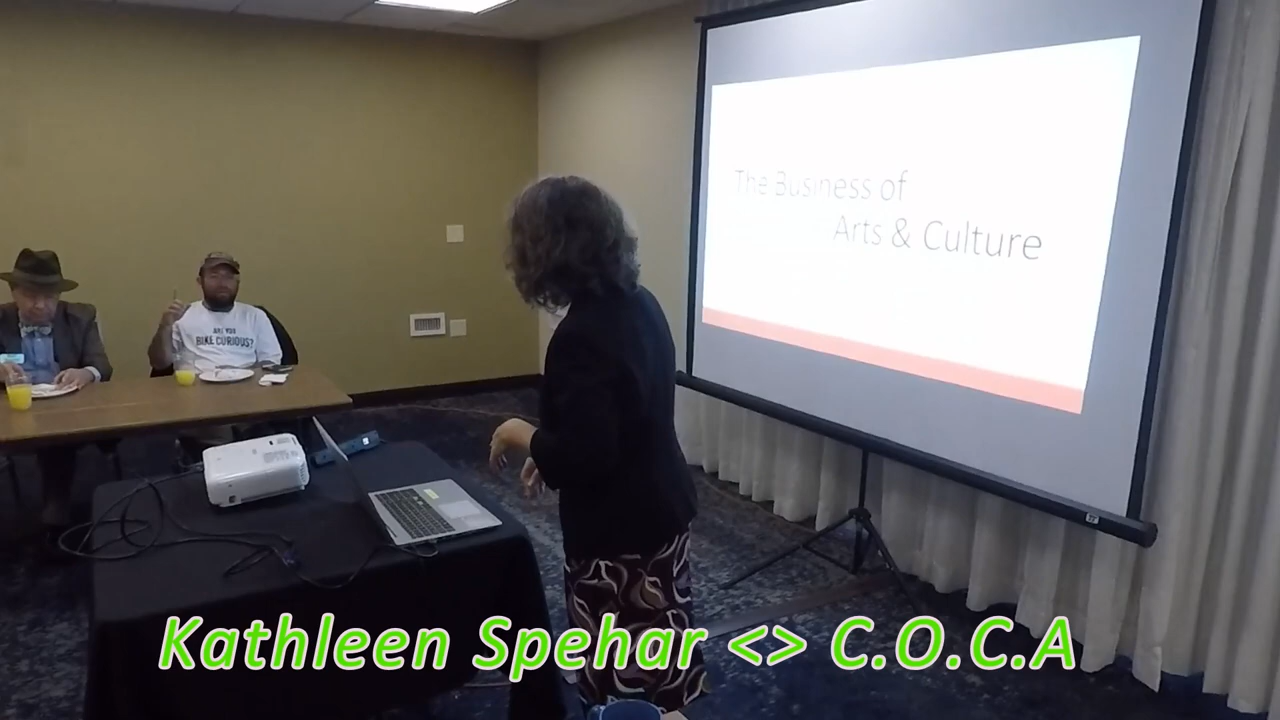 The Business of
Arts & Culture
ARE YOU
BIKE CURIOUS?
Kathleen Spehar <> C.O.C.A